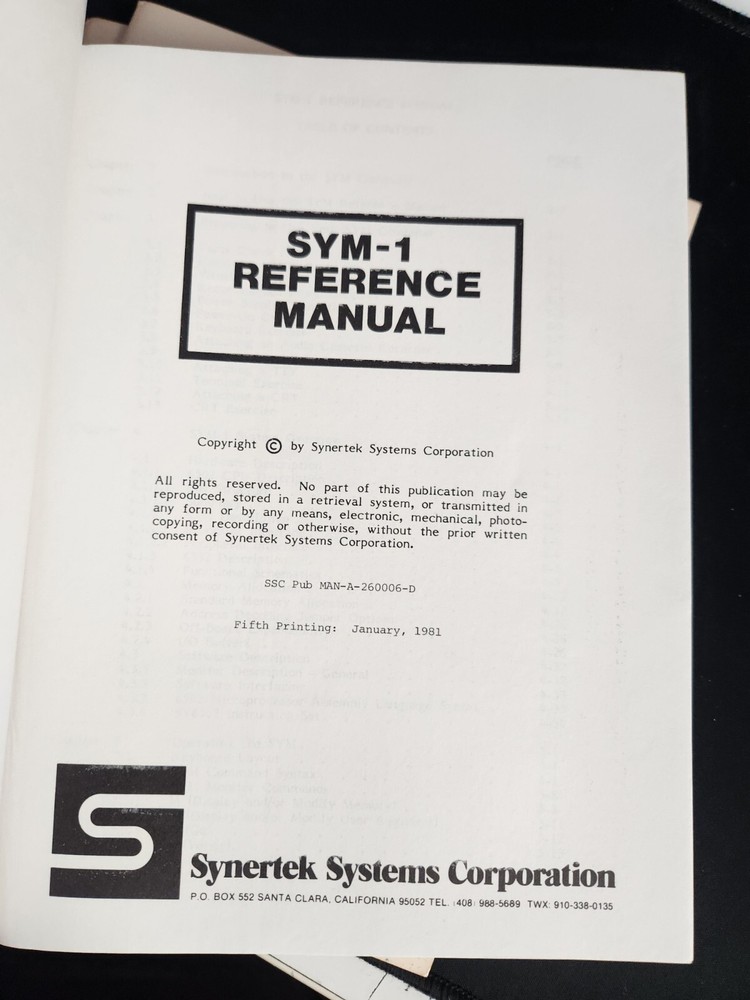 SYM-1
REFERENCE
MANUAL
Copyright © by Synertek Systems Corporation
All rights reserved. No part of this publication may be
reproduced, stored in a retrieval system, or transmitted in
any form or by any means, electronic, mechanical, photo-
copying, recording or otherwise, without the prior written
consent of Synertek Systems Corporation.
SSC Pub MAN-A-260006-D
Fifth Printing: January, 1981
Synertek Systems Corporation
P.O. BOX 552 SANTA CLARA, CALIFORNIA 95052 TEL. (408) 988-5689 TWX: 910-338-0135